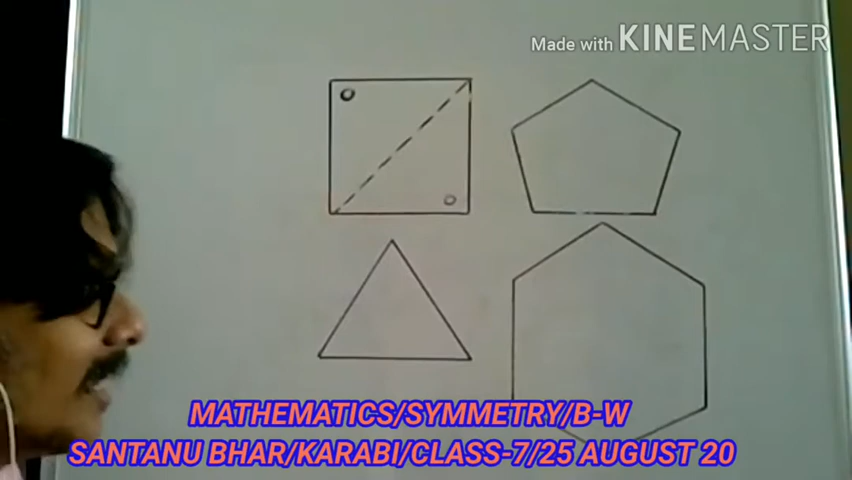 Made with KINEMASTER
MATHEMATICS/SYMMETRY/B-W
SANTANU BHAR/KARABI/CLASS-7/25 AUGUST 20